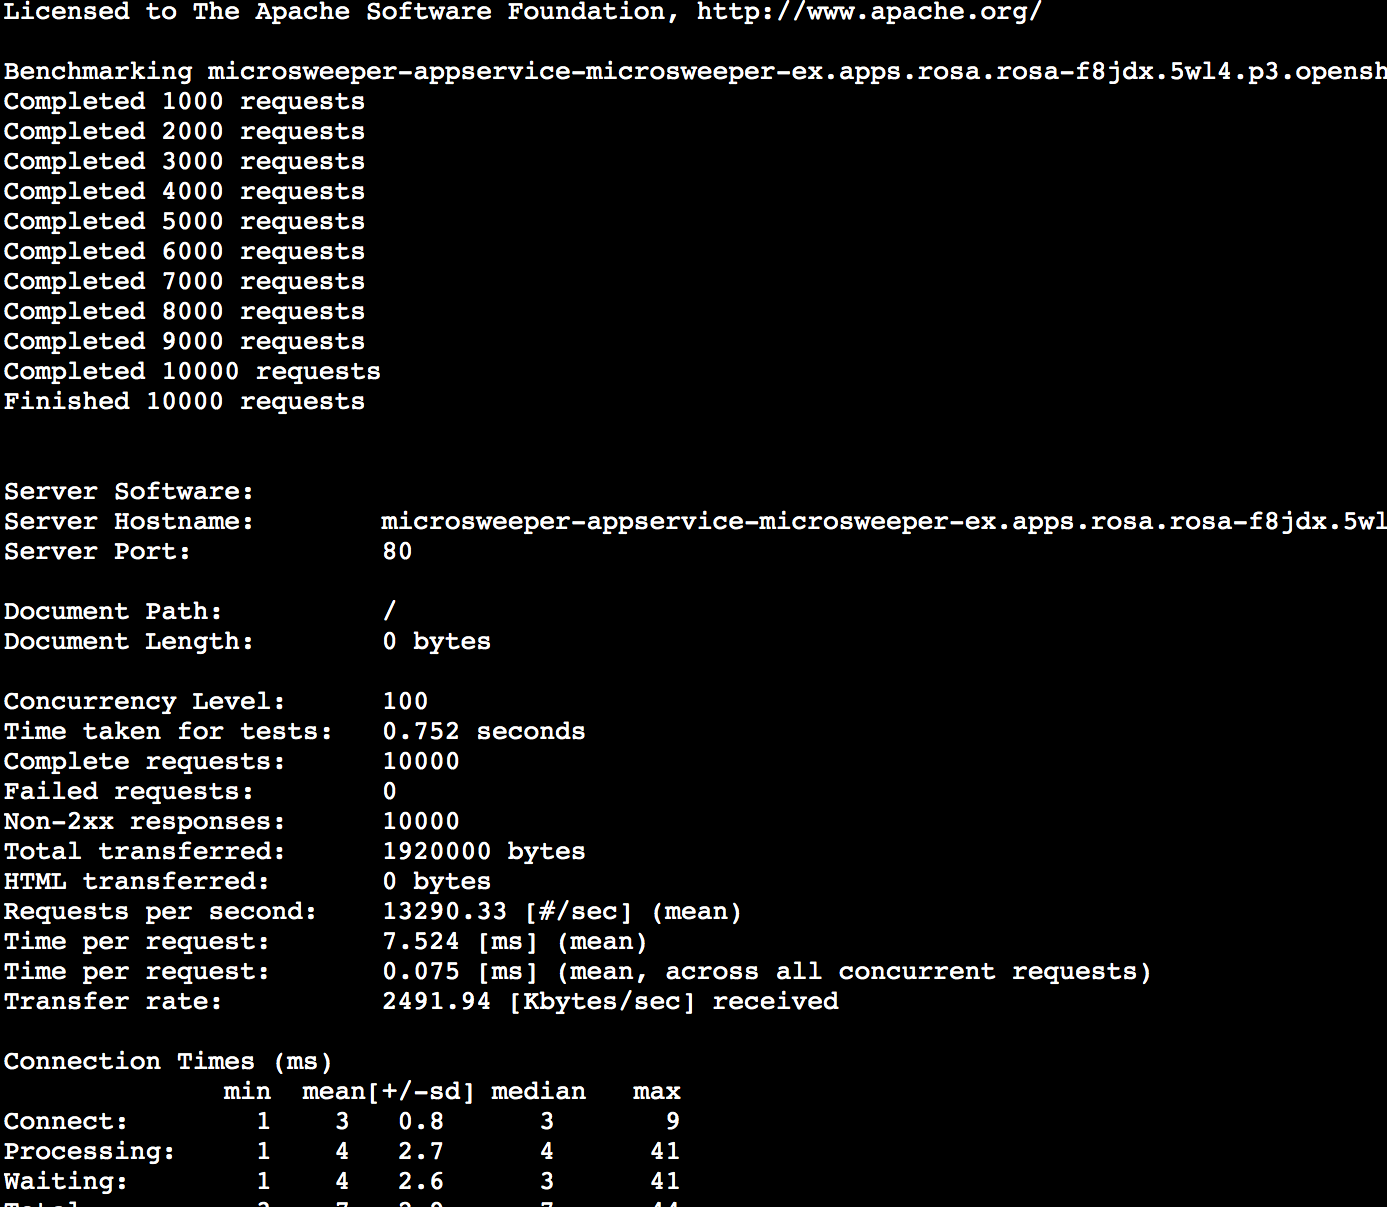 Licensed to The Apache Software Foundation, http://www.apache.org/
Benchmarking microsweeper-appservice-microsweeper-ex.apps.rosa.rosa-f8jdx.5wl4.p3.opensh
Completed 1000 requests
Completed 2000 requests
Completed 3000 requests
Completed 4000 requests
Completed 5000 requests
Completed 6000 requests
Completed 7000 requests
Completed 8000 requests
Completed 9000 requests
Completed 10000 requests
Finished 10000 requests
Server Software:
Server Hostname: microsweeper-appservice-microsweeper-ex.apps.rosa.rosa-f8jdx.5wl
Server Port: 80
Document Path: /
Document Length: 0 bytes
Concurrency Level: 100
Time taken for tests: 0.752 seconds
Complete requests: 10000
Failed requests: 0
Non-2xx responses: 10000
Total transferred: 1920000 bytes
HTML transferred: 0 bytes
Requests per second: 13290.33 [#/sec] (mean)
Time per request: 7.524 [ms] (mean)
Time per request: 0.075 [ms] (mean, across all concurrent requests)
Transfer rate: 2491.94 [Kbytes/sec] received
Connection Times (ms)
min mean[+/-sd] median max
Connect: 1 3 0.8 3 9
Processing: 1 4 2.7 4 41
Waiting: 1 4 2.6 3 41